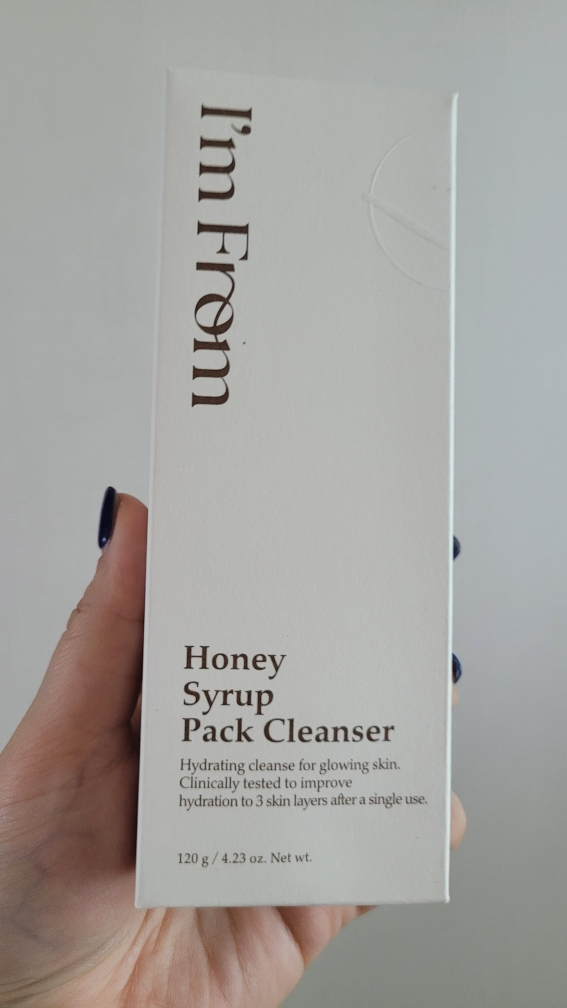 I'm From
Honey
Syrup
Pack Cleanser
Hydrating cleanse for glowing skin.
Clinically tested to improve
hydration to 3 skin layers after a single use.
120 g / 4.23 oz. Net wt.